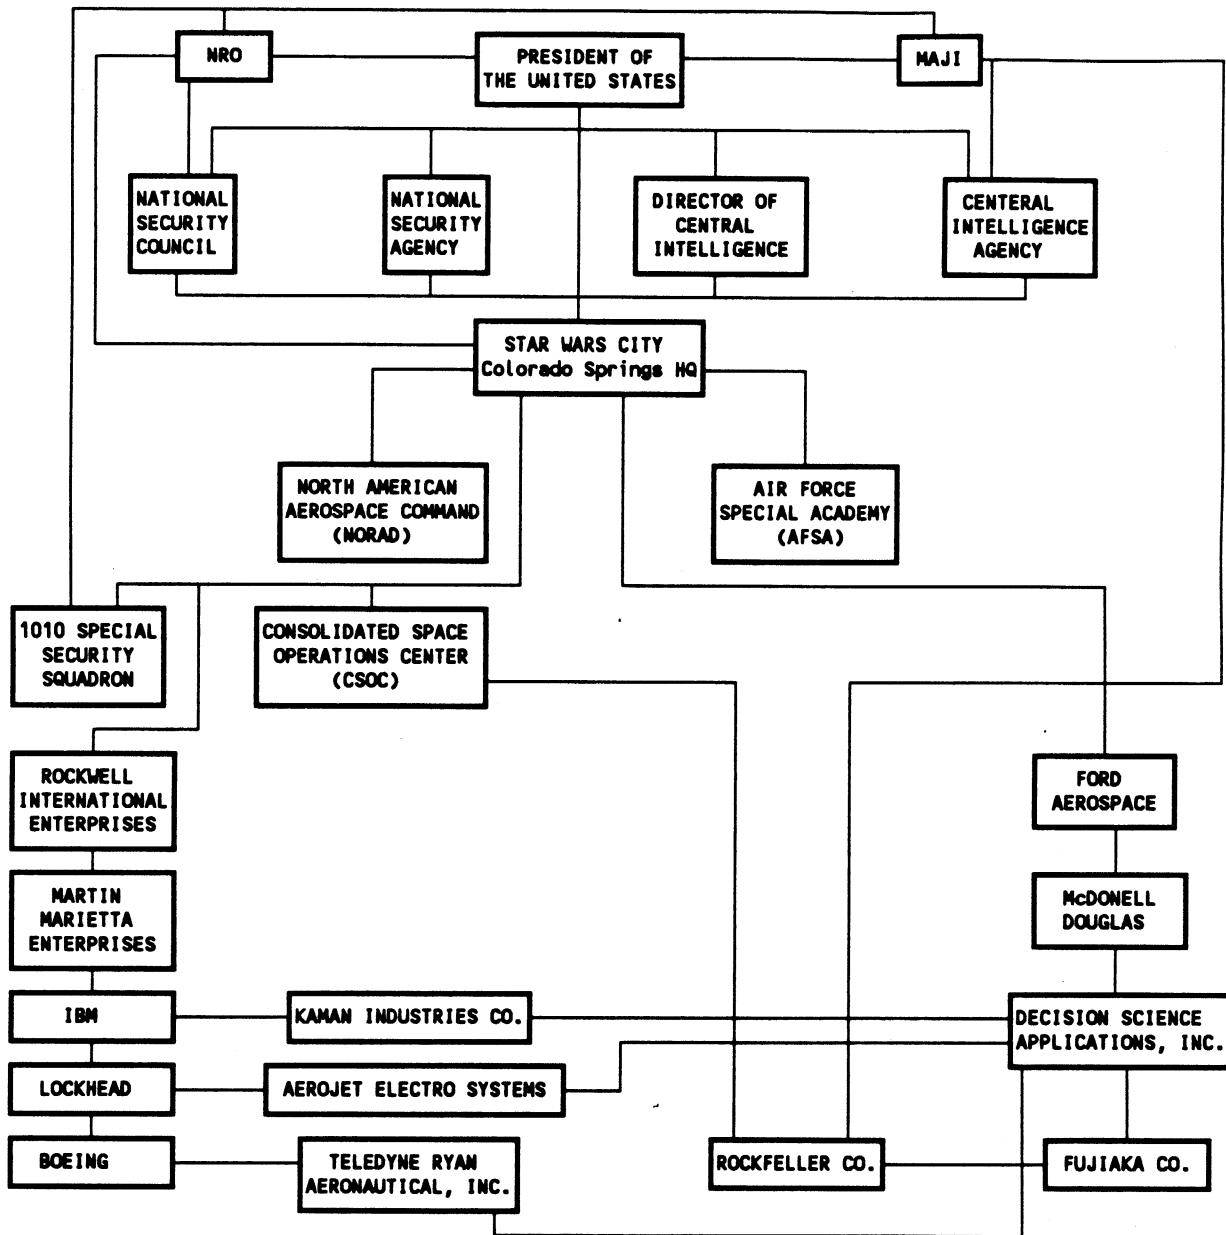 NRO
PRESIDENT OF
THE UNITED STATES
MAJI
NATIONAL
SECURITY
COUNCIL
NATIONAL
SECURITY
AGENCY
DIRECTOR OF
CENTRAL
INTELLIGENCE
CENTERAL
INTELLIGENCE
AGENCY
STAR WARS CITY
Colorado Springs HQ
NORTH AMERICAN
AEROSPACE COMMAND
(NORAD)
AIR FORCE
SPECIAL ACADEMY
(AFSA)
1010 SPECIAL
SECURITY
SQUADRON
CONSOLIDATED SPACE
OPERATIONS CENTER
(CSOC)
ROCKWELL
INTERNATIONAL
ENTERPRISES
FORD
AEROSPACE
MARTIN
MARIETTA
ENTERPRISES
McDONELL
DOUGLAS
IBM
KAMAN INDUSTRIES CO.
DECISION SCIENCE
APPLICATIONS, INC.
LOCKHEAD
AEROJET ELECTRO SYSTEMS
BOEING
TELEDYNE RYAN
AERONAUTICAL, INC.
ROCKFELLER CO.
FUJIAKA CO.